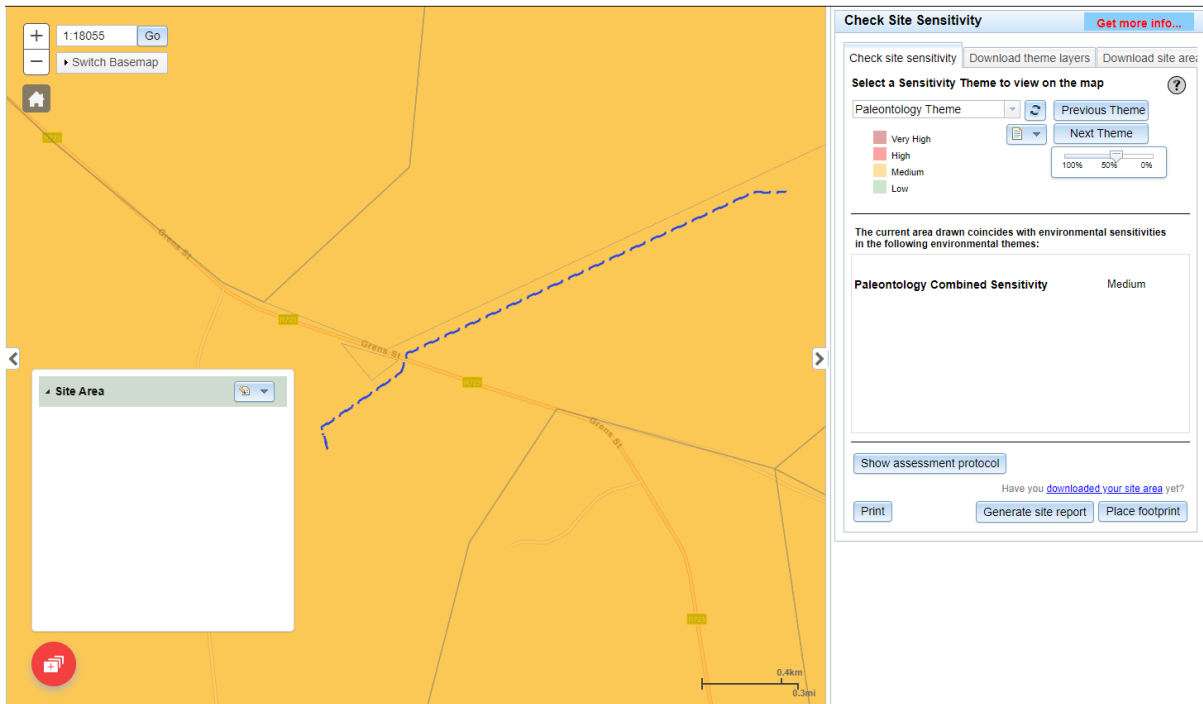 1:18055
Go
Switch Basemap
R723
Grens St
R723
Grens St
R723
Grens St
R723
Site Area
0.4km
0.3mi
Check Site Sensitivity
Get more info...
Check site sensitivity
Download theme layers
Download site area
Select a Sensitivity Theme to view on the map
?
Paleontology Theme
Previous Theme
Next Theme
Very High
High
Medium
Low
100%
50%
0%
The current area drawn coincides with environmental sensitivities
in the following environmental themes:
Paleontology Combined Sensitivity
Medium
Show assessment protocol
Have you downloaded your site area yet?
Print
Generate site report
Place footprint